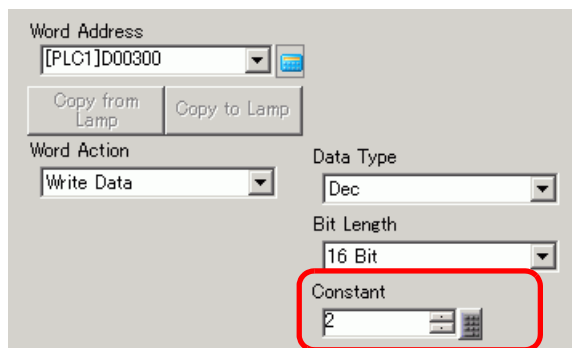 Word Address
[PLC1]D00300
Copy from
Lamp
Copy to Lamp
Word Action
Write Data
Data Type
Dec
Bit Length
16 Bit
Constant
2